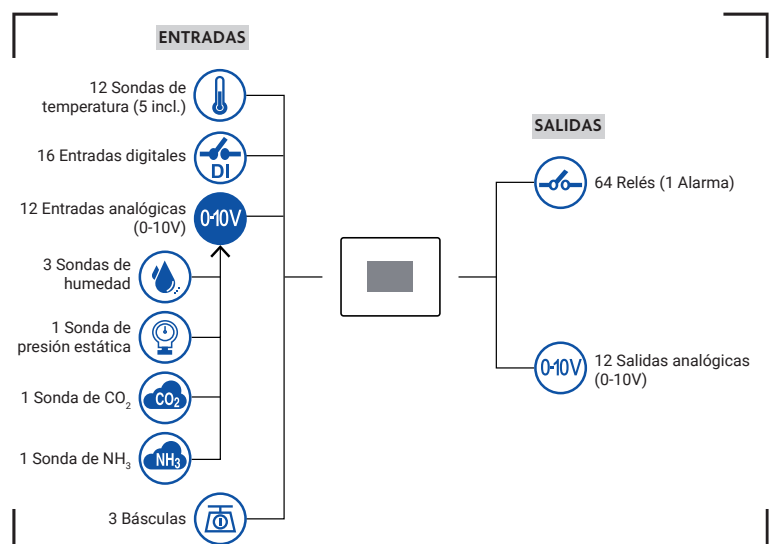 ENTRADAS
12 Sondas de
temperatura (5 incl.)
16 Entradas digitales
DI
12 Entradas analógicas
(0-10V)
0-10V
3 Sondas de
humedad
1 Sonda de
presión estática
1 Sonda de CO₂
CO₂
1 Sonda de NH₃
NH₃
3 Básculas
SALIDAS
64 Relés (1 Alarma)
0-10V
12 Salidas analógicas
(0-10V)